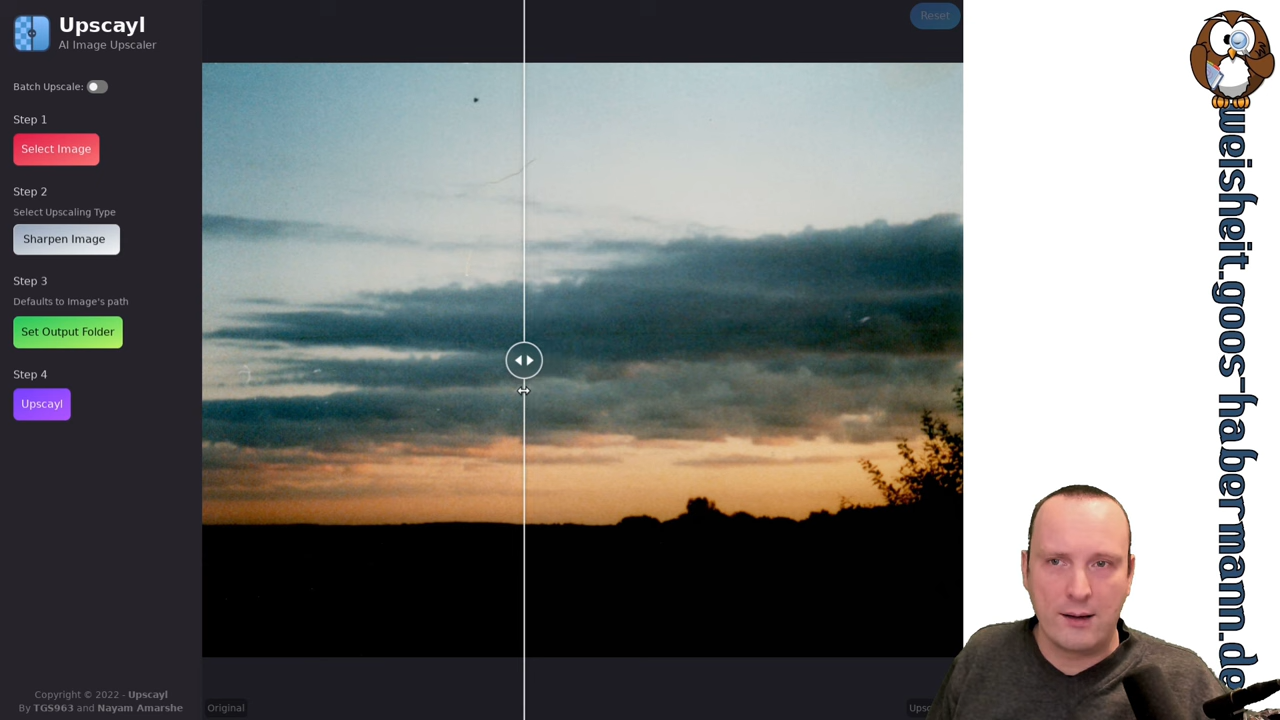 Upscayl
AI Image Upscaler
Batch Upscale:
Step 1
Select Image
Step 2
Select Upscaling Type
Sharpen Image
Step 3
Defaults to Image's path
Set Output Folder
Step 4
Upscayl
Copyright © 2022 - Upscayl
By TGS963 and Nayam Amarshe
Reset
Original
weisheit.goos-habermann.de